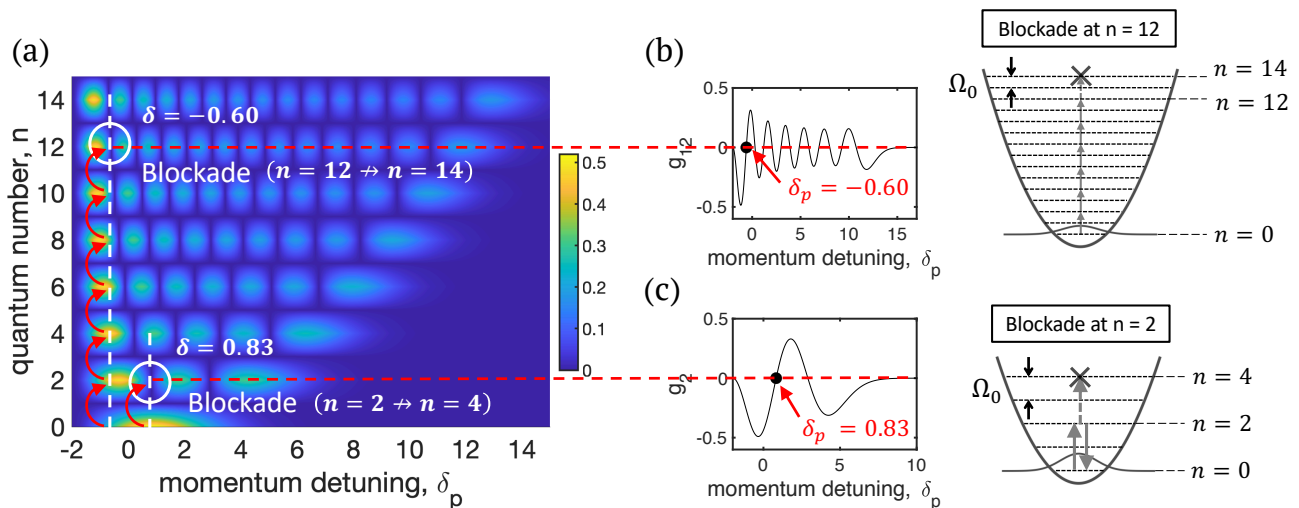 (a)
quantum number, n
14
12
10
8
6
4
2
0
-2
0
2
4
6
8
10
12
14
momentum detuning, δp
δ = −0.60
Blockade (n = 12 ↛ n = 14)
δ = 0.83
Blockade (n = 2 ↛ n = 4)
0.5
0.4
0.3
0.2
0.1
0
(b)
g12
0.5
0
-0.5
0
5
10
15
momentum detuning, δp
δp = −0.60
Blockade at n = 12
Ω0
n = 14
n = 12
n = 0
(c)
g2
0.5
0
-0.5
0
5
10
momentum detuning, δp
δp = 0.83
Blockade at n = 2
Ω0
n = 4
n = 2
n = 0